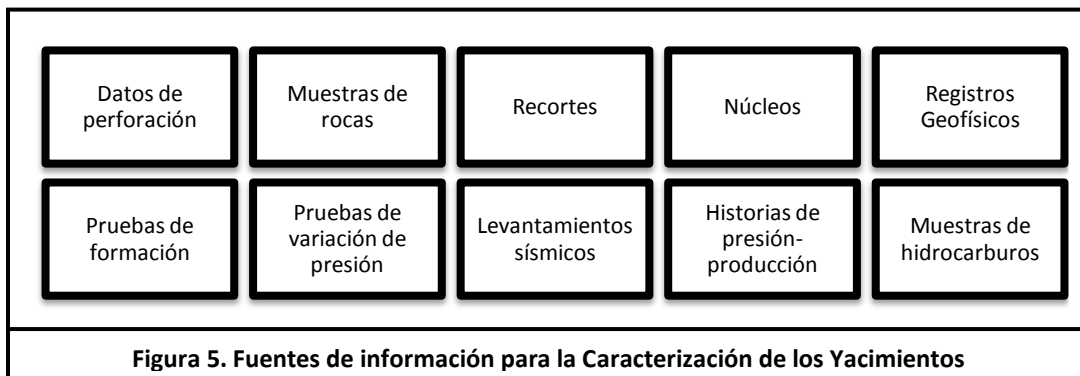 Datos de
perforación
Muestras de
rocas
Recortes
Núcleos
Registros
Geofísicos
Pruebas de
formación
Pruebas de
variación de
presión
Levantamientos
sísmicos
Historias de
presión-
producción
Muestras de
hidrocarburos
Figura 5. Fuentes de información para la Caracterización de los Yacimientos